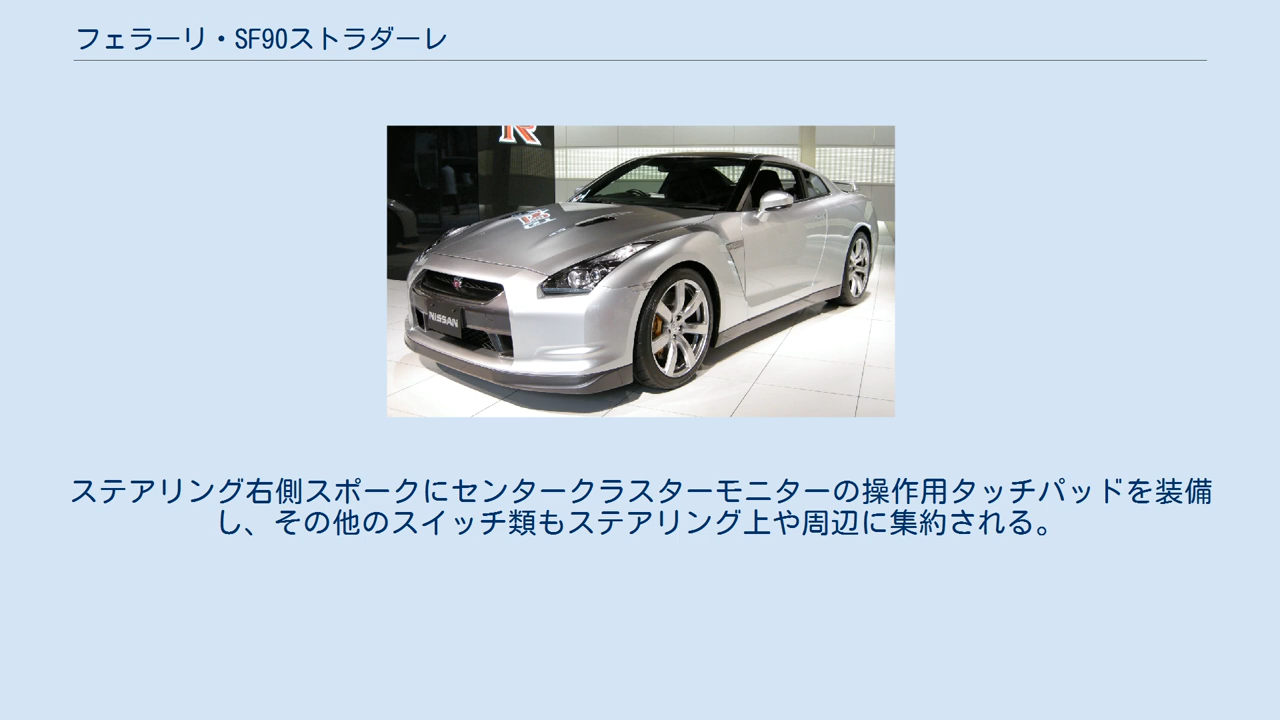 フェラーリ・SF90ストラダーレ
R
NISSAN
ステアリング右側スポークにセンタークラスターモニターの操作用タッチパッドを装備
し、その他のスイッチ類もステアリング上や周辺に集約される。